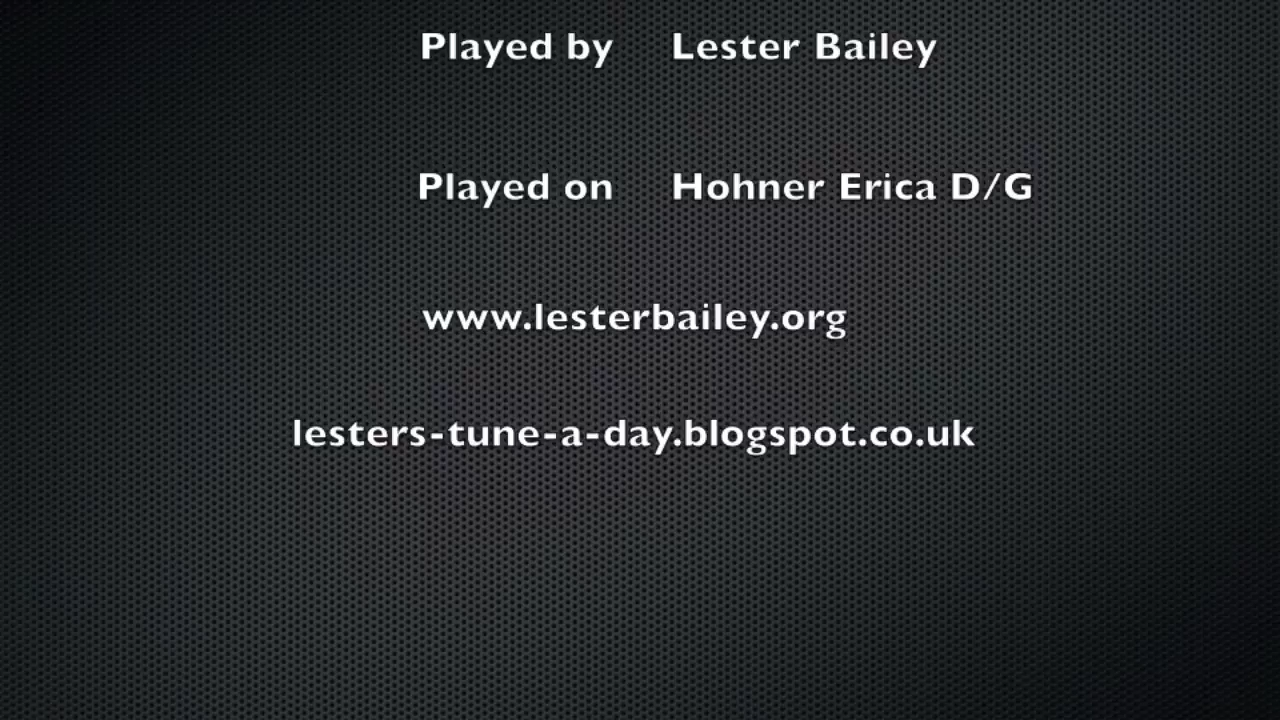 Played by Lester Bailey
Played on Hohner Erica D/G
www.lesterbailey.org
lesters-tune-a-day.blogspot.co.uk